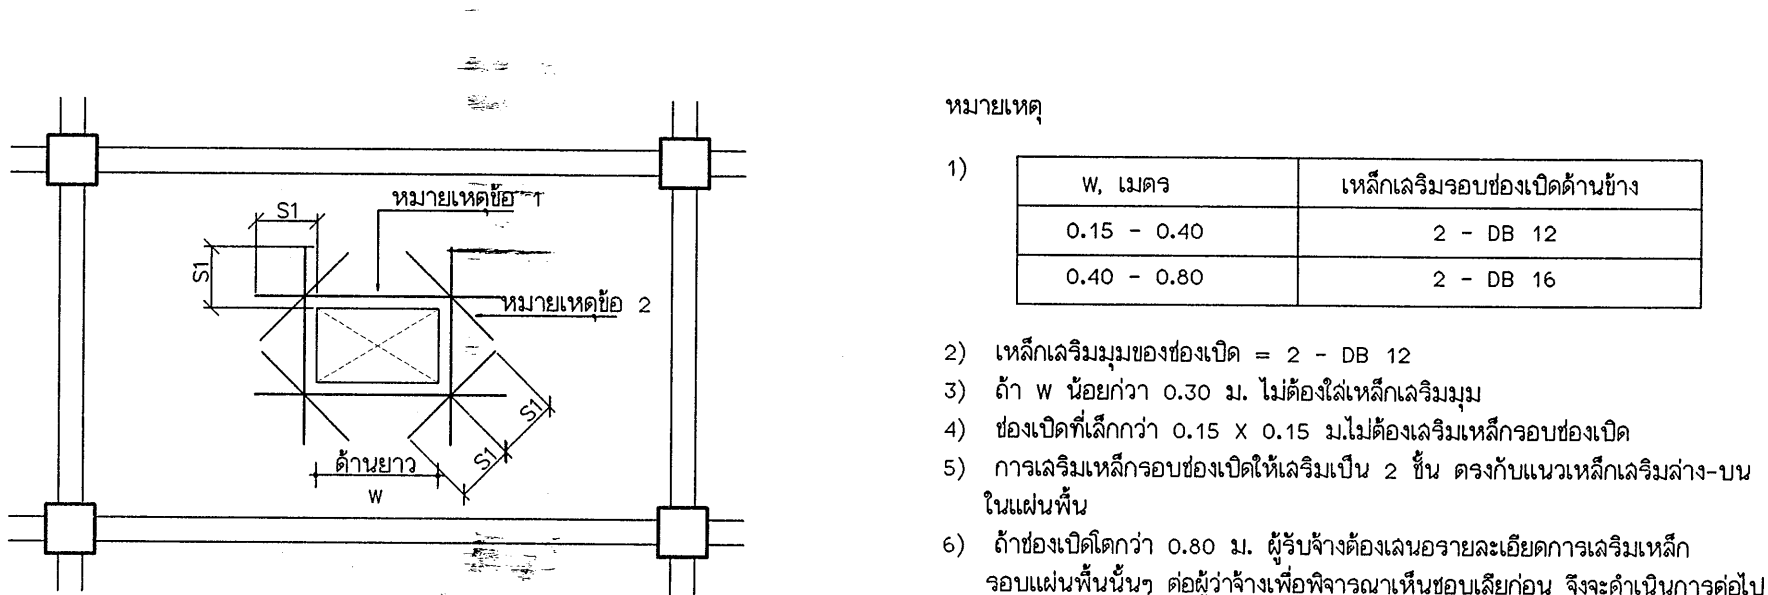 หมายเหตุข้อ 1
S1
S1
หมายเหตุข้อ 2
S1
S1
ด้านยาว
W
หมายเหตุ
1)
W, เมตร เหล็กเสริมรอบช่องเปิดด้านข้าง
0.15 - 0.40 2 - DB 12
0.40 - 0.80 2 - DB 16
2) เหล็กเสริมมุมของช่องเปิด = 2 - DB 12
3) ถ้า W น้อยกว่า 0.30 ม. ไม่ต้องใส่เหล็กเสริมมุม
4) ช่องเปิดที่เล็กกว่า 0.15 X 0.15 ม.ไม่ต้องเสริมเหล็กรอบช่องเปิด
5) การเสริมเหล็กรอบช่องเปิดให้เสริมเป็น 2 ชั้น ตรงกับแนวเหล็กเสริมล่าง-บน
ในแผ่นพื้น
6) ถ้าช่องเปิดโตกว่า 0.80 ม. ผู้รับจ้างต้องเสนอรายละเอียดการเสริมเหล็ก
รอบแผ่นพื้นนั้นๆ ต่อผู้ว่าจ้างเพื่อพิจารณาเห็นชอบเสียก่อน จึงจะดำเนินการต่อไป